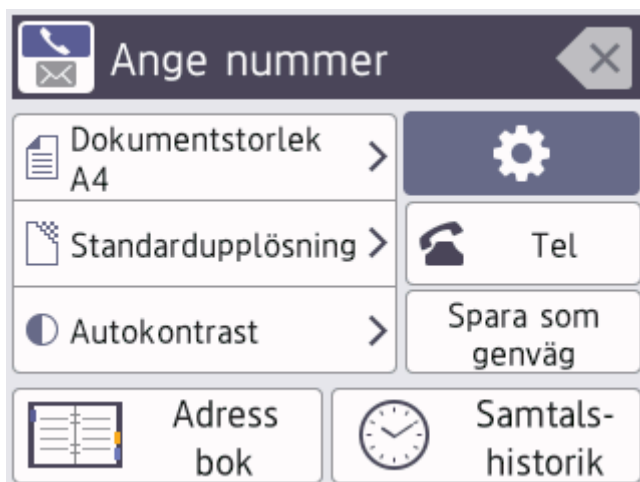 Ange nummer
Dokumentstorlek
A4
Standardupplösning
Tel
Autokontrast
Spara som
genväg
Adress
bok
Samtals-
historik